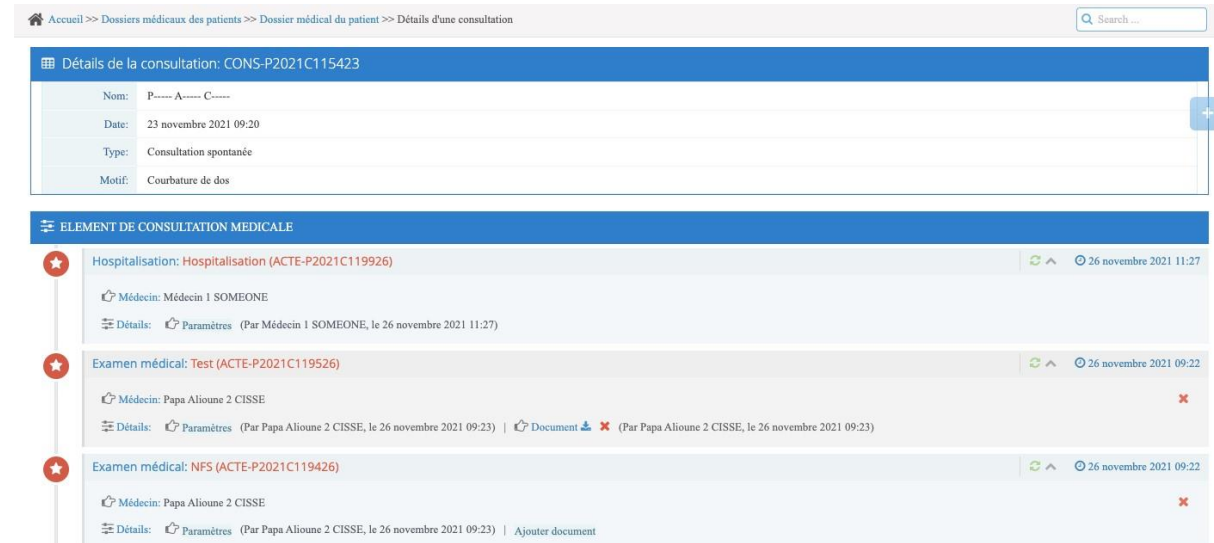 Accueil >> Dossiers médicaux des patients >> Dossier médical du patient >> Détails d'une consultation
Search ...
Détails de la consultation: CONS-P2021C115423
Nom: P----- A----- C-----
Date: 23 novembre 2021 09:20
Type: Consultation spontanée
Motif: Courbature de dos
ELEMENT DE CONSULTATION MEDICALE
Hospitalisation: Hospitalisation (ACTE-P2021C119926) 26 novembre 2021 11:27
Médecin: Médecin 1 SOMEONE
Détails: Paramètres (Par Médecin 1 SOMEONE, le 26 novembre 2021 11:27)
Examen médical: Test (ACTE-P2021C119526) 26 novembre 2021 09:22
Médecin: Papa Alioune 2 CISSE
Détails: Paramètres (Par Papa Alioune 2 CISSE, le 26 novembre 2021 09:23) | Document (Par Papa Alioune 2 CISSE, le 26 novembre 2021 09:23)
Examen médical: NFS (ACTE-P2021C119426) 26 novembre 2021 09:22
Médecin: Papa Alioune 2 CISSE
Détails: Paramètres (Par Papa Alioune 2 CISSE, le 26 novembre 2021 09:23) | Ajouter document